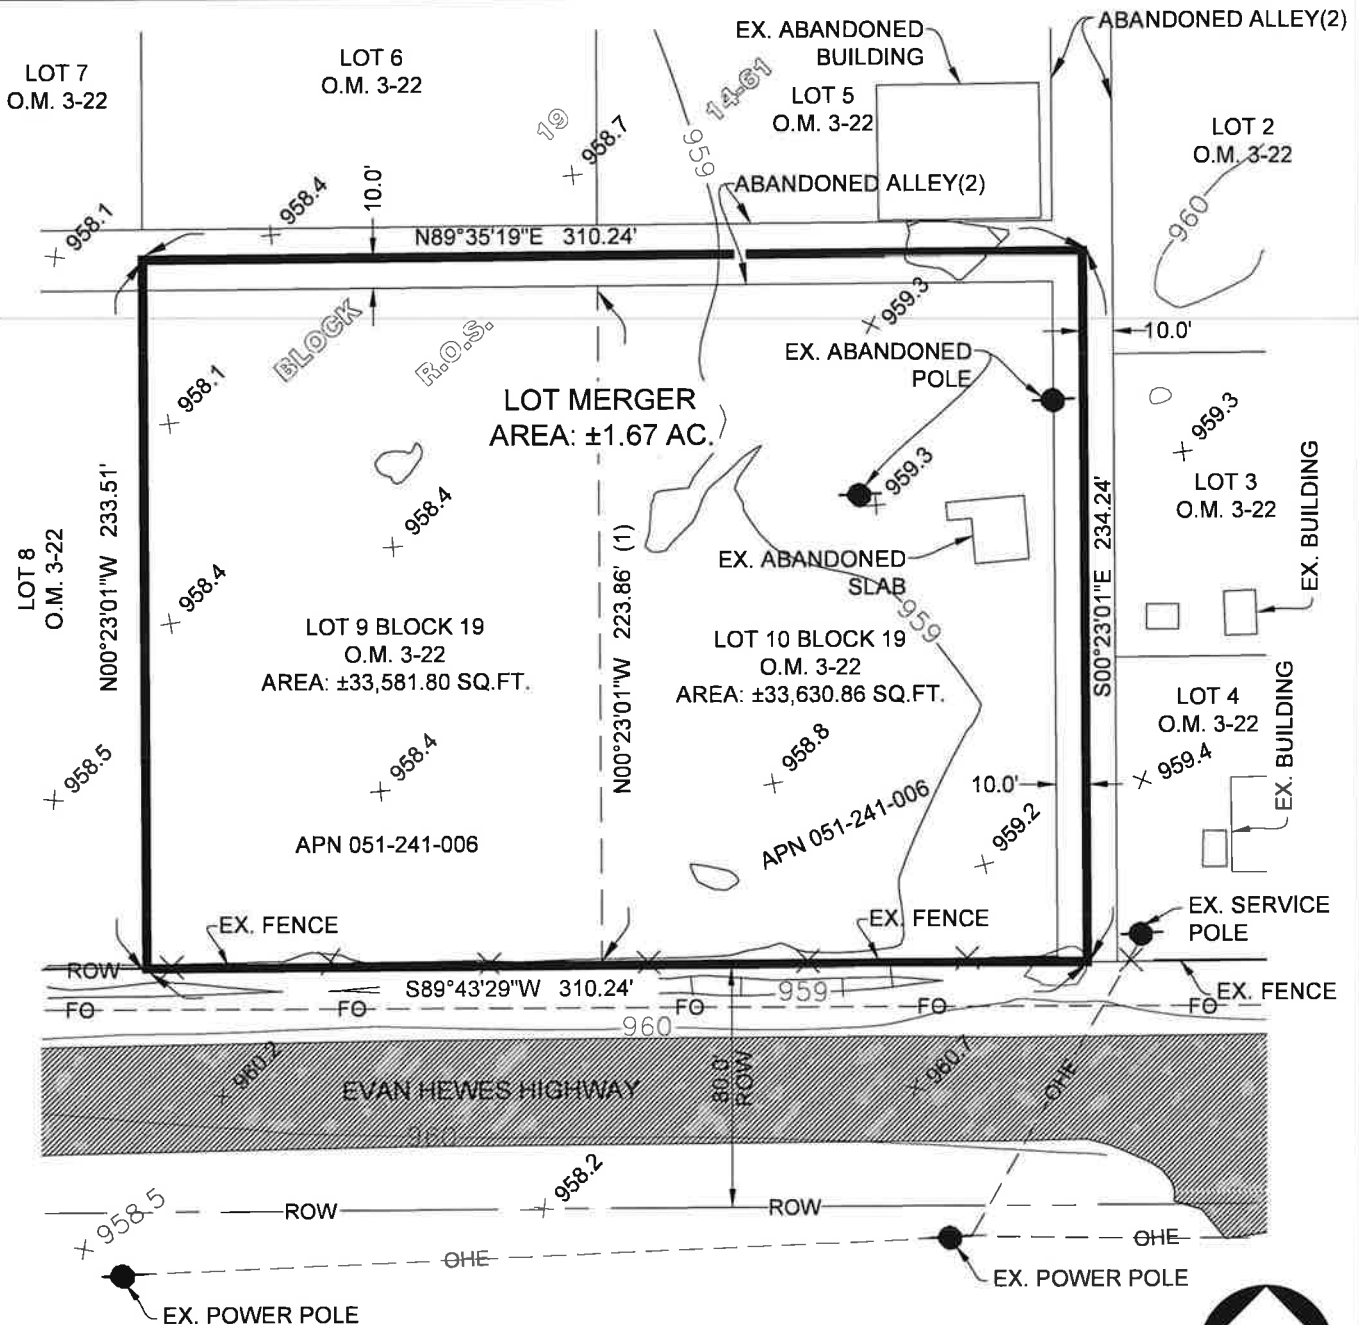 EX. ABANDONED
BUILDING
ABANDONED ALLEY(2)
LOT 7
O.M. 3-22
LOT 6
O.M. 3-22
19
14-61
958.7
959
LOT 5
O.M. 3-22
LOT 2
O.M. 3-22
958.1
958.4
10.0'
ABANDONED ALLEY(2)
960
N89°35'19"E 310.24'
BLOCK
R.O.S.
959.3
10.0'
EX. ABANDONED
POLE
958.1
LOT MERGER
AREA: ±1.67 AC.
959.3
959.3
LOT 3
O.M. 3-22
EX. BUILDING
LOT 8
O.M. 3-22
N00°23'01"W 233.51'
958.4
958.4
N00°23'01"W 223.86' (1)
EX. ABANDONED
SLAB
959
S00°23'01"E 234.24'
LOT 9 BLOCK 19
O.M. 3-22
AREA: ±33,581.80 SQ.FT.
LOT 10 BLOCK 19
O.M. 3-22
AREA: ±33,630.86 SQ.FT.
LOT 4
O.M. 3-22
EX. BUILDING
958.5
958.4
958.8
10.0'
959.4
APN 051-241-006
APN 051-241-006
959.2
EX. FENCE
EX. FENCE
EX. SERVICE
POLE
ROW
S89°43'29"W 310.24'
959
EX. FENCE
FO
FO
FO
FO
FO
960
960.2
EVAN HEWES HIGHWAY
80.0'
ROW
960.7
OHE
960
958.2
958.5
ROW
ROW
OHE
OHE
EX. POWER POLE
EX. POWER POLE